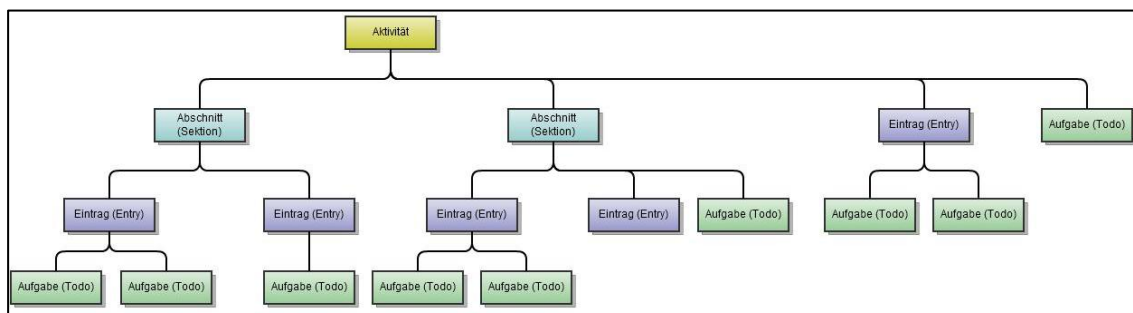 Aktivität
Abschnitt
(Sektion)
Abschnitt
(Sektion)
Eintrag (Entry)
Aufgabe (Todo)
Eintrag (Entry)
Eintrag (Entry)
Eintrag (Entry)
Eintrag (Entry)
Aufgabe (Todo)
Aufgabe (Todo)
Aufgabe (Todo)
Aufgabe (Todo)
Aufgabe (Todo)
Aufgabe (Todo)
Aufgabe (Todo)
Aufgabe (Todo)